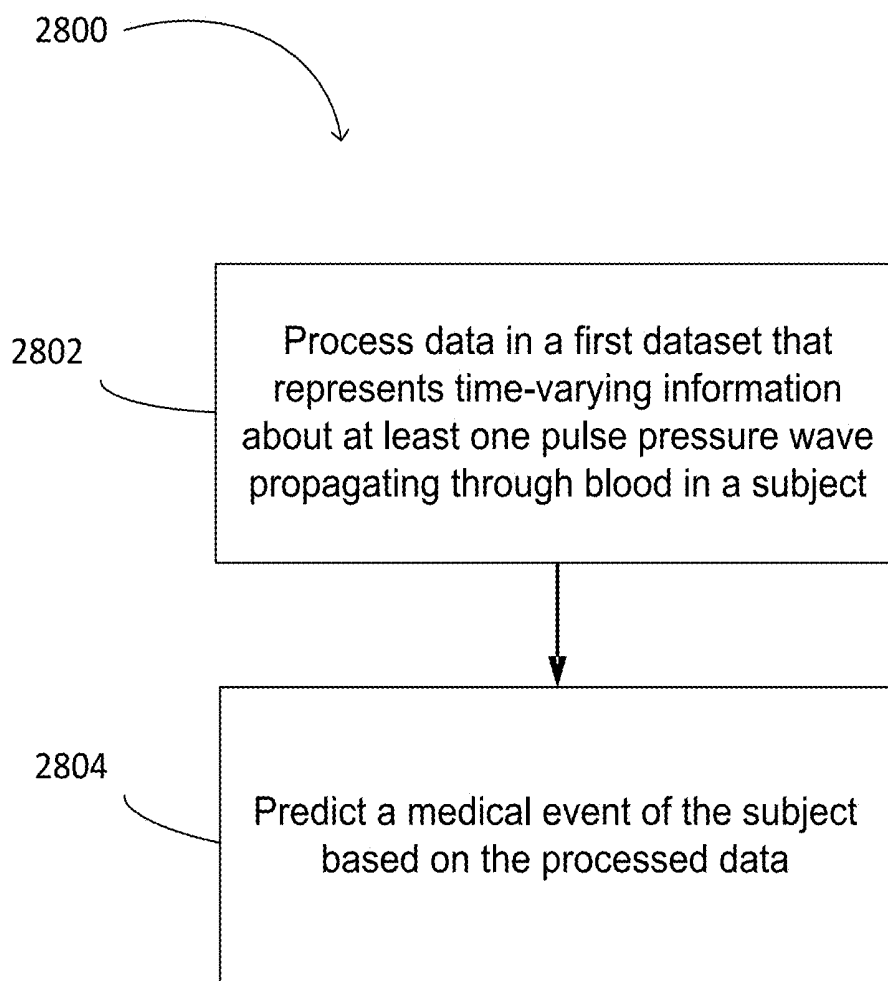 2800
2802
Process data in a first dataset that
represents time-varying information
about at least one pulse pressure wave
propagating through blood in a subject
2804
Predict a medical event of the subject
based on the processed data